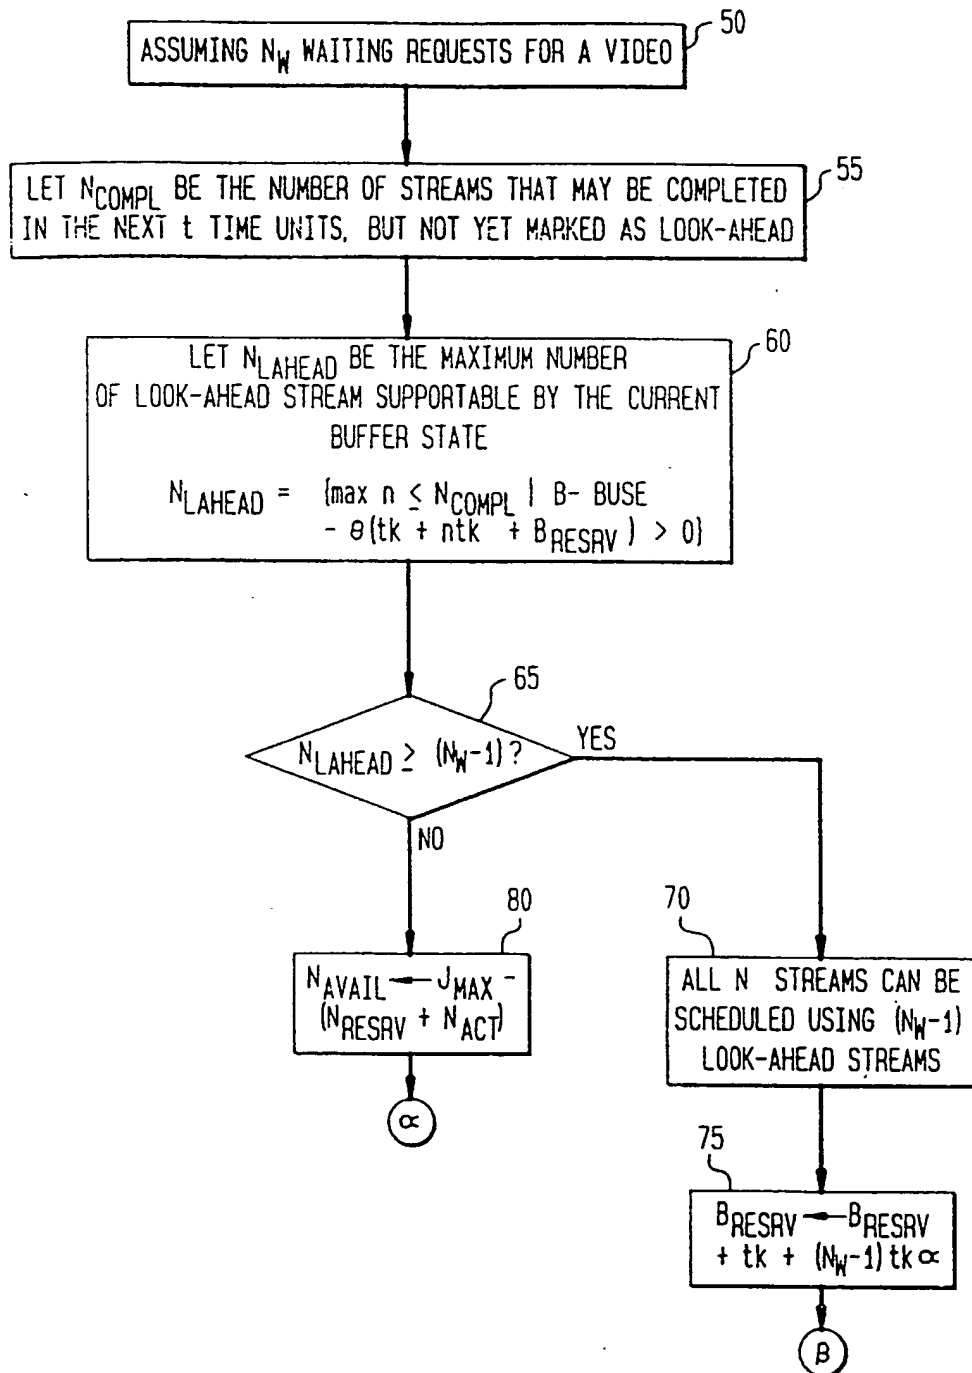 50
ASSUMING N_W WAITING REQUESTS FOR A VIDEO
55
LET N_COMPL BE THE NUMBER OF STREAMS THAT MAY BE COMPLETED
IN THE NEXT t TIME UNITS, BUT NOT YET MARKED AS LOOK-AHEAD
60
LET N_LAHEAD BE THE MAXIMUM NUMBER
OF LOOK-AHEAD STREAM SUPPORTABLE BY THE CURRENT
BUFFER STATE
N_LAHEAD = {max n ≤ N_COMPL | B- BUSE
- θ(tk + ntk + B_RESRV) > 0}
65
N_LAHEAD ≥ (N_W-1)?
YES
NO
80
N_AVAIL ← J_MAX -
(N_RESRV + N_ACT)
∝
70
ALL N STREAMS CAN BE
SCHEDULED USING (N_W-1)
LOOK-AHEAD STREAMS
75
B_RESRV ← B_RESRV
+ tk + (N_W-1)tk∝
β